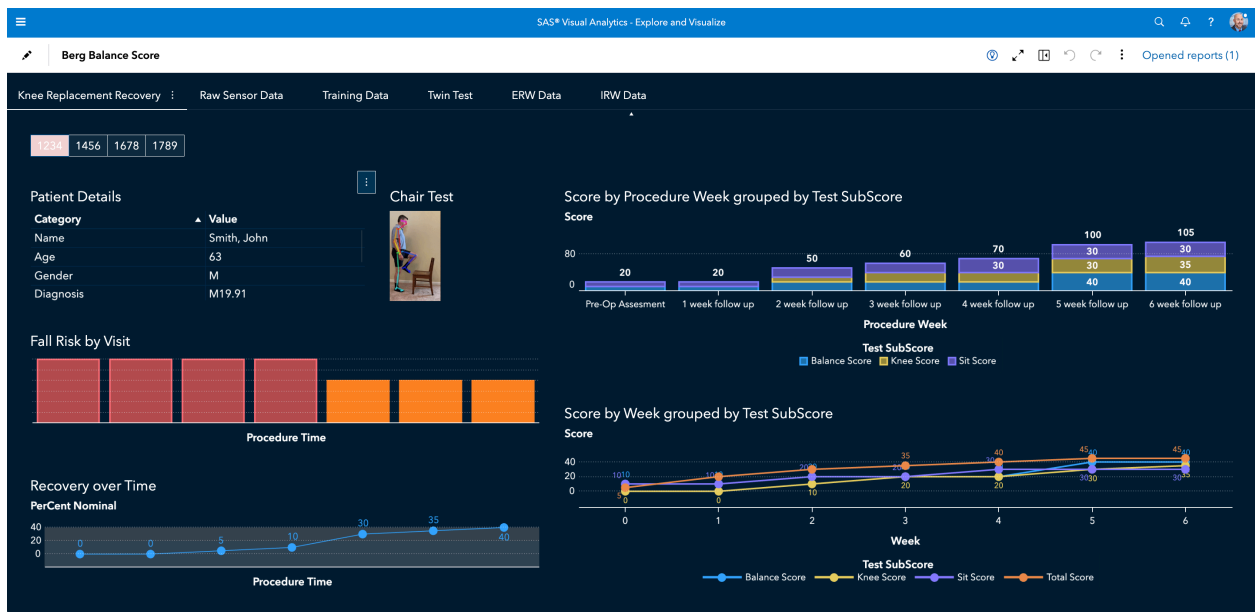 SAS® Visual Analytics - Explore and Visualize
?
Berg Balance Score
Opened reports (1)
Knee Replacement Recovery
Raw Sensor Data
Training Data
Twin Test
ERW Data
IRW Data
1234 1456 1678 1789
Patient Details
Category Value
Name Smith, John
Age 63
Gender M
Diagnosis M19.91
Chair Test
Fall Risk by Visit
Procedure Time
Recovery over Time
PerCent Nominal
40
20
0
0 0 5 10 30 35 40
Procedure Time
Score by Procedure Week grouped by Test SubScore
Score
80
0
20 20 50 60 70 100 105
30 30 30
30 35
40 40
Pre-Op Assesment 1 week follow up 2 week follow up 3 week follow up 4 week follow up 5 week follow up 6 week follow up
Procedure Week
Test SubScore
Balance Score Knee Score Sit Score
Score by Week grouped by Test SubScore
Score
40
20
0
35 40 45 40 45 40
1010 30
5 0 0 10 20 20 3030 30
0 1 2 3 4 5 6
Week
Test SubScore
Balance Score Knee Score Sit Score Total Score